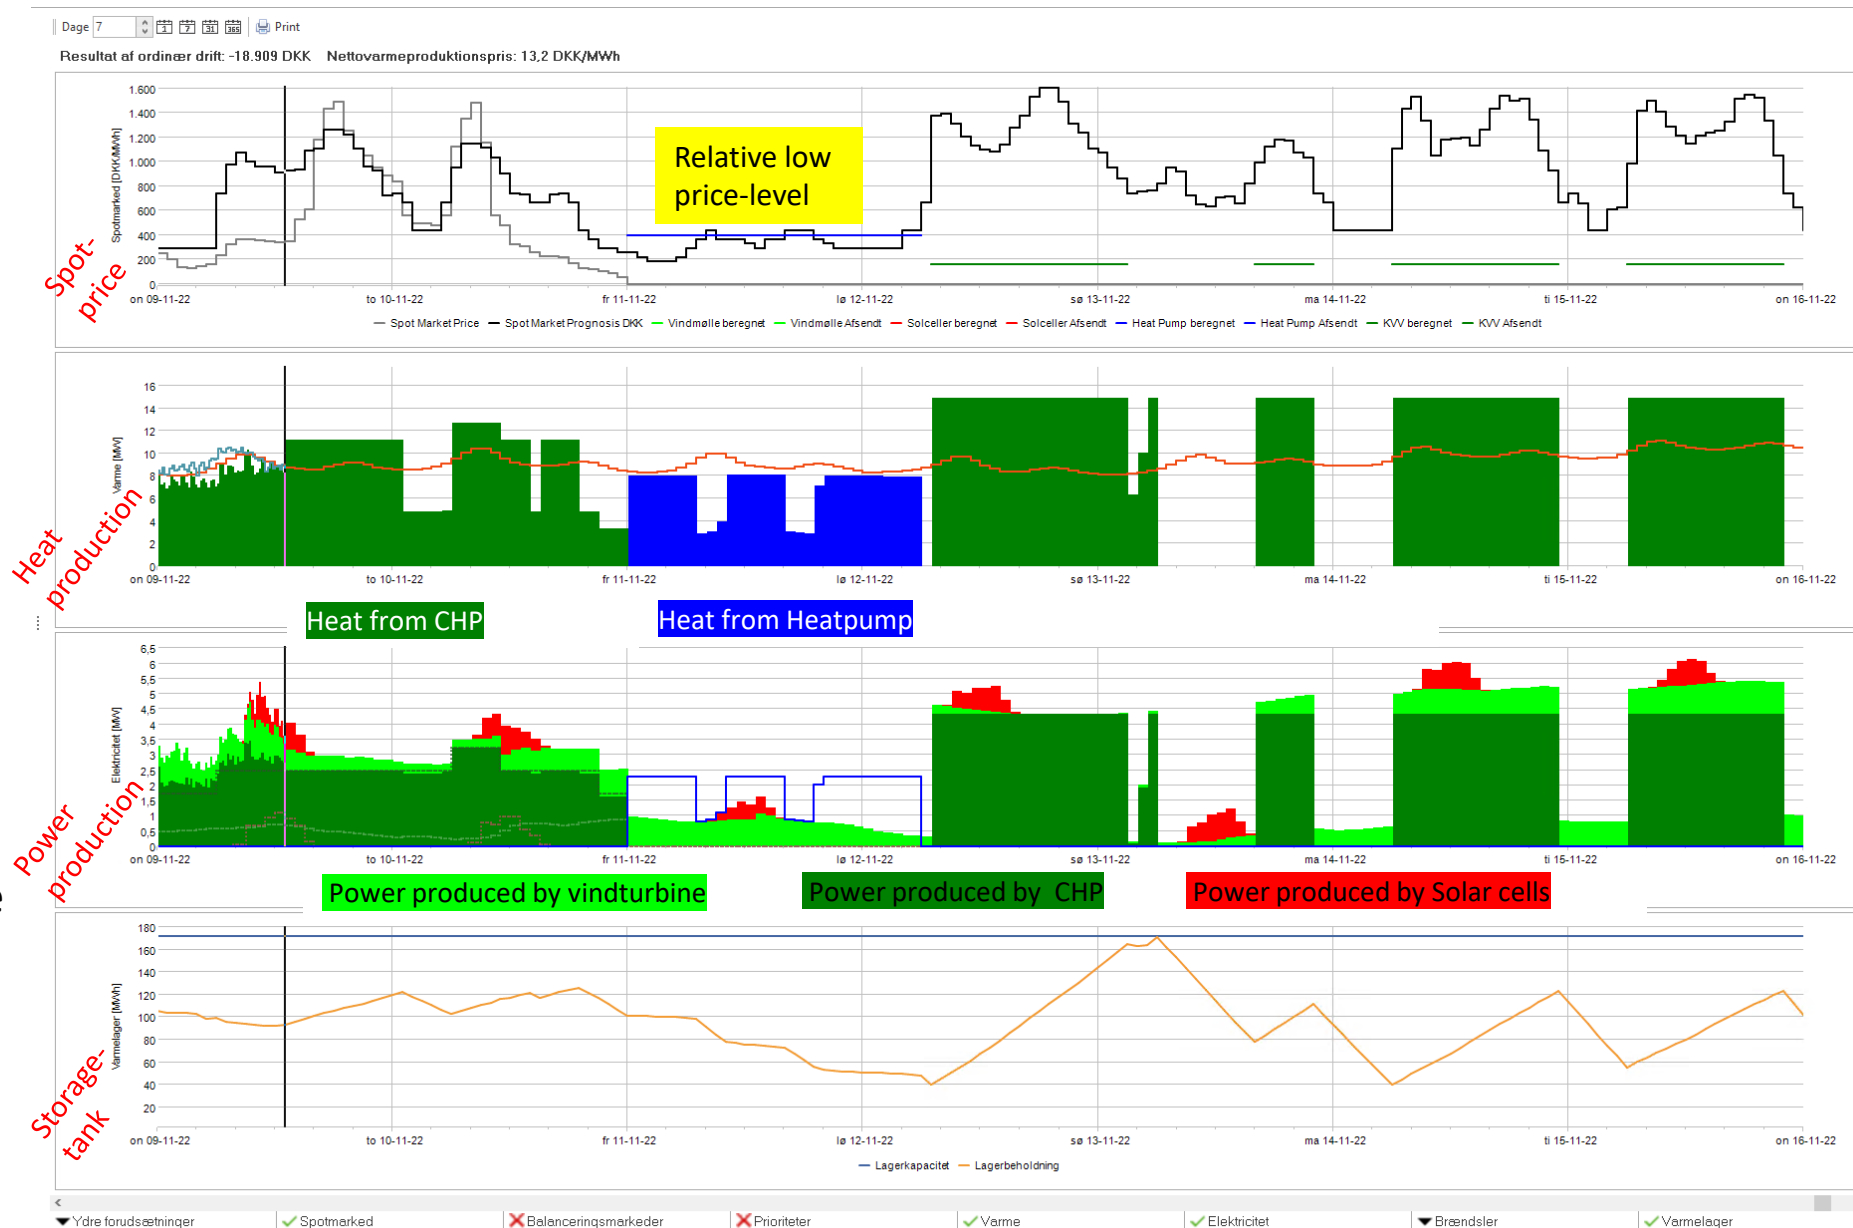 Dage 7 1 7 31 365 Print
Resultat af ordinær drift: -18.909 DKK Nettovarmeproduktionspris: 13,2 DKK/MWh
Spot-
price
Spotmarked [DKK/MWh]
1.600
1.400
1.200
1.000
800
600
400
200
0
Relative low
price-level
on 09-11-22 to 10-11-22 fr 11-11-22 lø 12-11-22 sø 13-11-22 ma 14-11-22 ti 15-11-22 on 16-11-22
Spot Market Price Spot Market Prognosis DKK Vindmølle beregnet Vindmølle Afsendt Solceller beregnet Solceller Afsendt Heat Pump beregnet Heat Pump Afsendt KVV beregnet KVV Afsendt
Heat
production
Varme [MW]
16
14
12
10
8
6
4
2
0
on 09-11-22 to 10-11-22 fr 11-11-22 lø 12-11-22 sø 13-11-22 ma 14-11-22 ti 15-11-22 on 16-11-22
Heat from CHP Heat from Heatpump
Power
production
Elektricitet [MW]
6,5
6
5,5
5
4,5
4
3,5
3
2,5
2
1,5
1
0,5
0
on 09-11-22 to 10-11-22 fr 11-11-22 lø 12-11-22 sø 13-11-22 ma 14-11-22 ti 15-11-22 on 16-11-22
e
Power produced by vindturbine Power produced by CHP Power produced by Solar cells
Storage-
tank
Varmelager [MWh]
180
160
140
120
100
80
60
40
20
on 09-11-22 to 10-11-22 fr 11-11-22 lø 12-11-22 sø 13-11-22 ma 14-11-22 ti 15-11-22 on 16-11-22
Lagerkapacitet Lagerbeholdning
Ydre forudsætninger Spotmarked Balanceringsmarkeder Prioriteter Varme Elektricitet Brændsler Varmelager